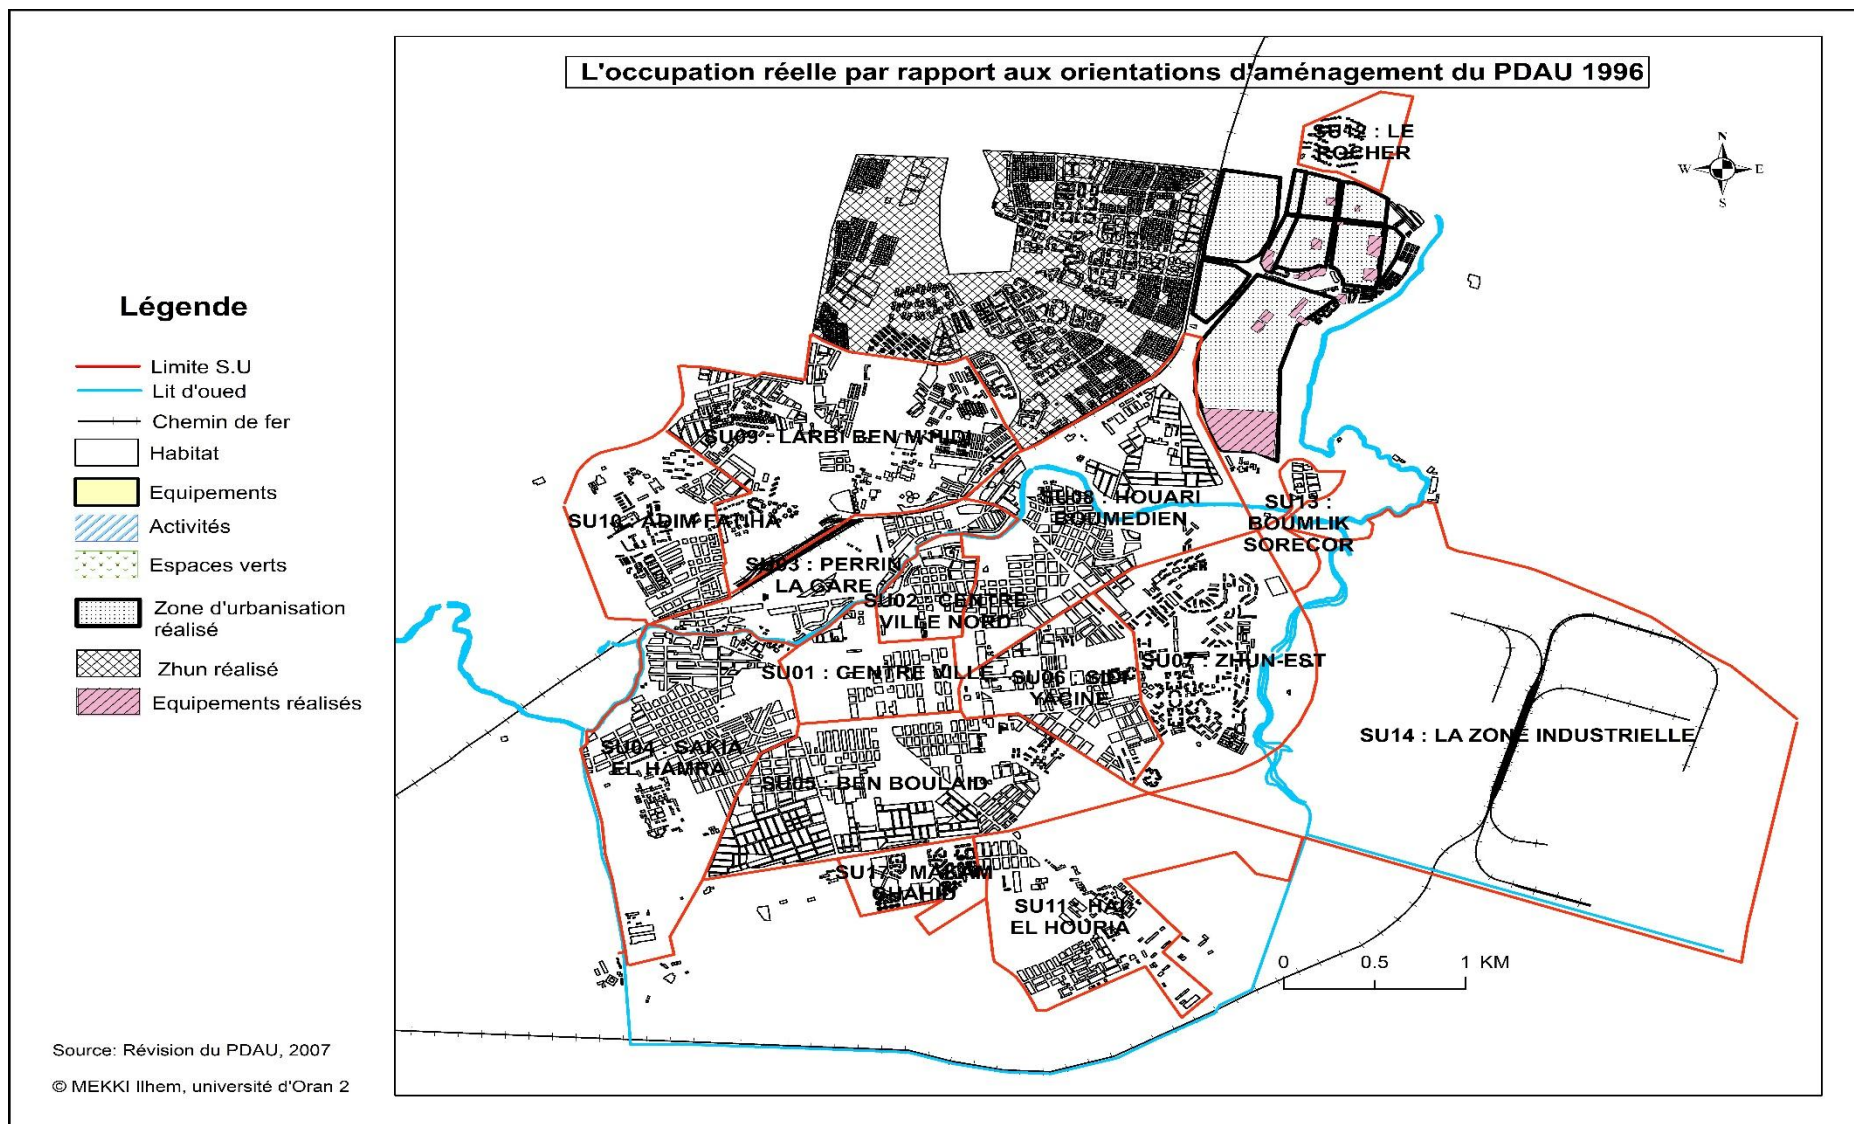 L'occupation réelle par rapport aux orientations d'aménagement du PDAU 1996
N
W
E
S
SU12 : LE
ROCHER
Légende
Limite S.U
Lit d'oued
Chemin de fer
Habitat
Equipements
Activités
Espaces verts
Zone d'urbanisation
réalisé
Zhun réalisé
Equipements réalisés
SU09 : LARBI BEN M'HIDI
SU10 : ADIM FATIHA
SU08 : HOUARI
BOUMEDIEN
SU13 :
BOUMLIK
SORECOR
SU03 : PERRIN
LA GARE
SU02 : CENTRE
VILLE NORD
SU01 : CENTRE VILLE
SU06 : SIDI
YACINE
SU07 : ZHUN-EST
SU04 : SAKIA
EL HAMRA
SU14 : LA ZONE INDUSTRIELLE
SU05 : BEN BOULAID
SU17 : MAKAM
CHAHID
SU11 : HAI
EL HOURIA
0 0.5 1 KM
Source: Révision du PDAU, 2007
© MEKKI Ilhem, université d'Oran 2